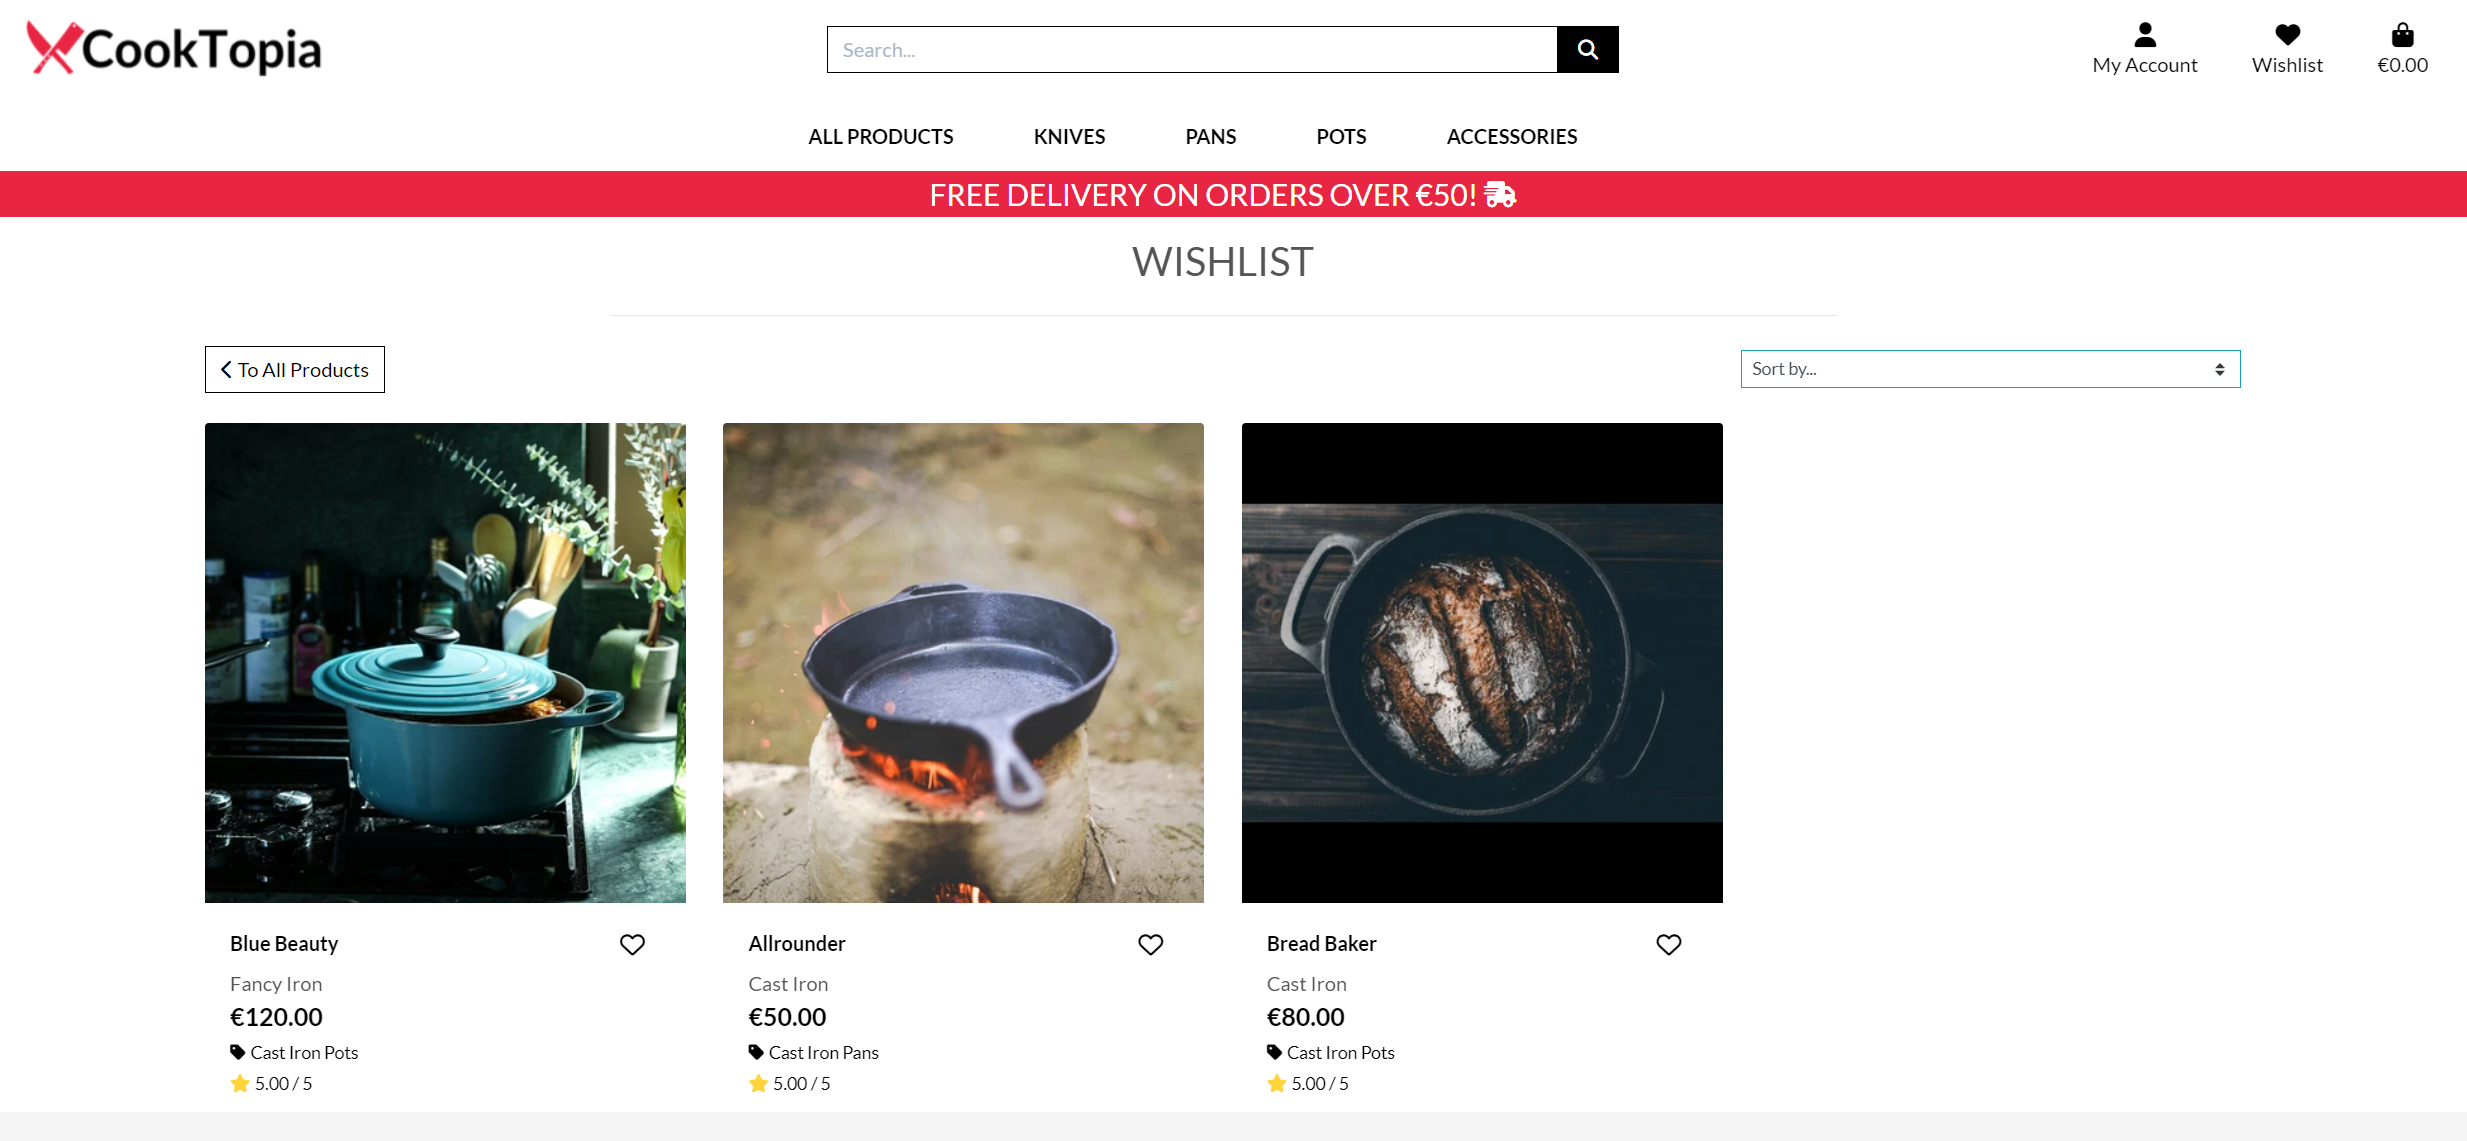 CookTopia
Search...
My Account
Wishlist
€0.00
ALL PRODUCTS
KNIVES
PANS
POTS
ACCESSORIES
FREE DELIVERY ON ORDERS OVER €50!
WISHLIST
To All Products
Sort by...
Blue Beauty
Fancy Iron
€120.00
Cast Iron Pots
5.00 / 5
Allrounder
Cast Iron
€50.00
Cast Iron Pans
5.00 / 5
Bread Baker
Cast Iron
€80.00
Cast Iron Pots
5.00 / 5